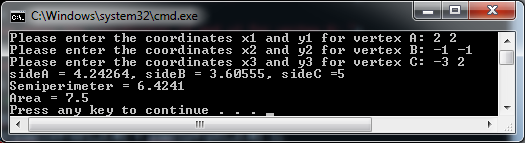 C:\Windows\system32\cmd.exe
Please enter the coordinates x1 and y1 for vertex A: 2 2
Please enter the coordinates x2 and y2 for vertex B: -1 -1
Please enter the coordinates x3 and y3 for vertex C: -3 2
sideA = 4.24264, sideB = 3.60555, sideC =5
Semiperimeter = 6.4241
Area = 7.5
Press any key to continue . . . _